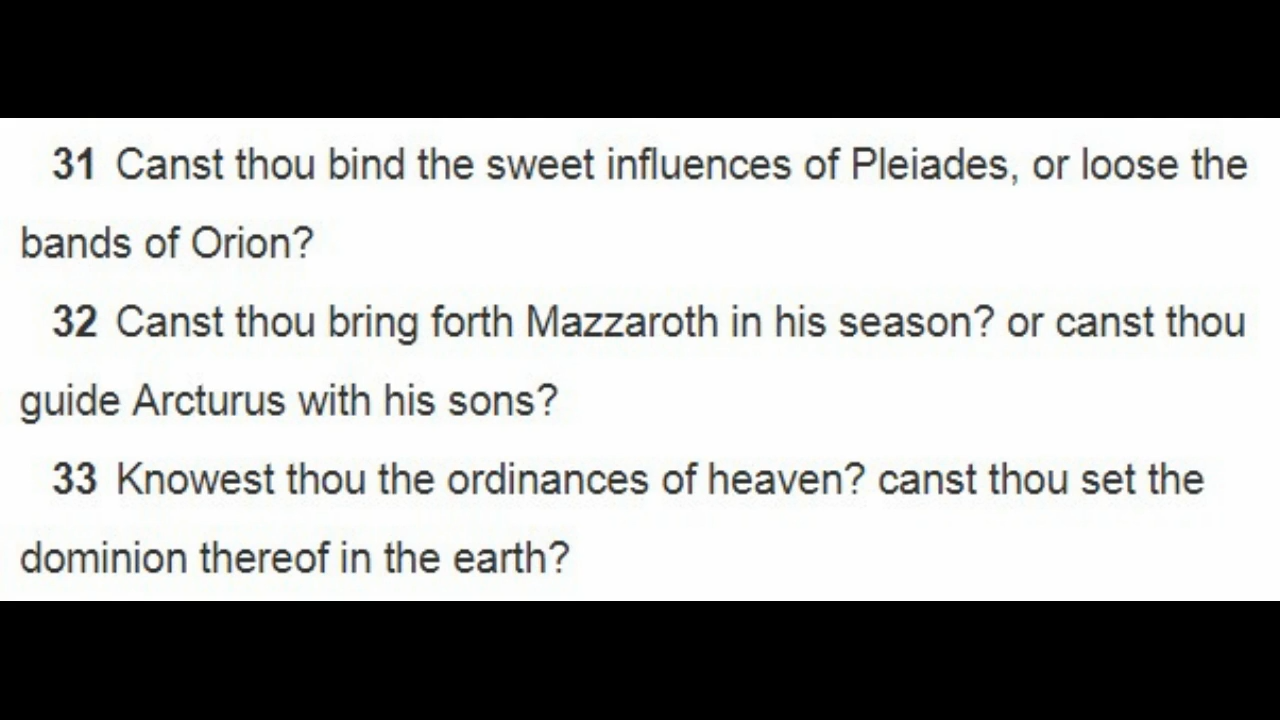 31 Canst thou bind the sweet influences of Pleiades, or loose the
bands of Orion?
32 Canst thou bring forth Mazzaroth in his season? or canst thou
guide Arcturus with his sons?
33 Knowest thou the ordinances of heaven? canst thou set the
dominion thereof in the earth?